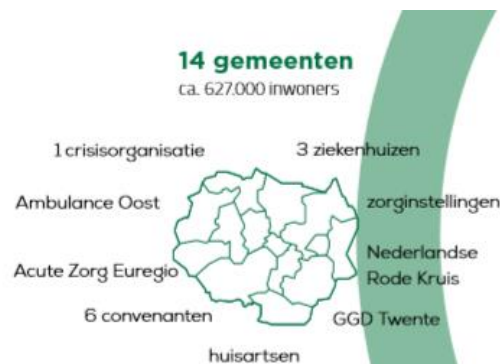 14 gemeenten
ca. 627.000 inwoners
1 crisisorganisatie
3 ziekenhuizen
Ambulance Oost
zorginstellingen
Nederlandse
Rode Kruis
Acute Zorg Euregio
6 convenanten
GGD Twente
huisartsen